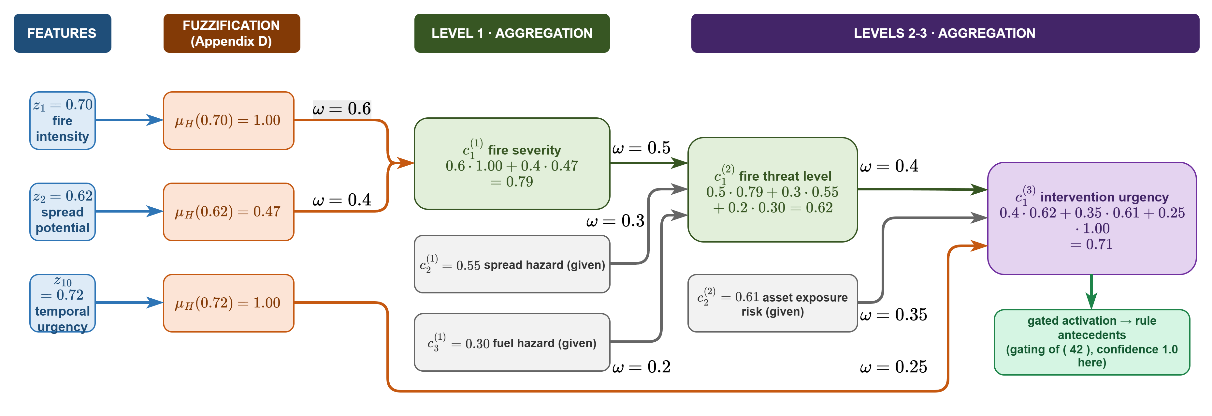 FEATURES
FUZZIFICATION
(Appendix D)
LEVEL 1 · AGGREGATION
LEVELS 2-3 · AGGREGATION
z₁ = 0.70
fire
intensity
μ_H(0.70) = 1.00
ω = 0.6
z₂ = 0.62
spread
potential
μ_H(0.62) = 0.47
ω = 0.4
z₁₀
= 0.72
temporal
urgency
μ_H(0.72) = 1.00
c₁⁽¹⁾ fire severity
0.6 · 1.00 + 0.4 · 0.47
= 0.79
ω = 0.5
c₂⁽¹⁾ = 0.55 spread hazard (given)
ω = 0.3
c₃⁽¹⁾ = 0.30 fuel hazard (given)
ω = 0.2
c₁⁽²⁾ fire threat level
0.5 · 0.79 + 0.3 · 0.55
+ 0.2 · 0.30 = 0.62
ω = 0.4
c₂⁽²⁾ = 0.61 asset exposure
risk (given)
ω = 0.35
ω = 0.25
c₁⁽³⁾ intervention urgency
0.4 · 0.62 + 0.35 · 0.61 + 0.25
· 1.00
= 0.71
gated activation → rule
antecedents
(gating of ( 42 ), confidence 1.0
here)